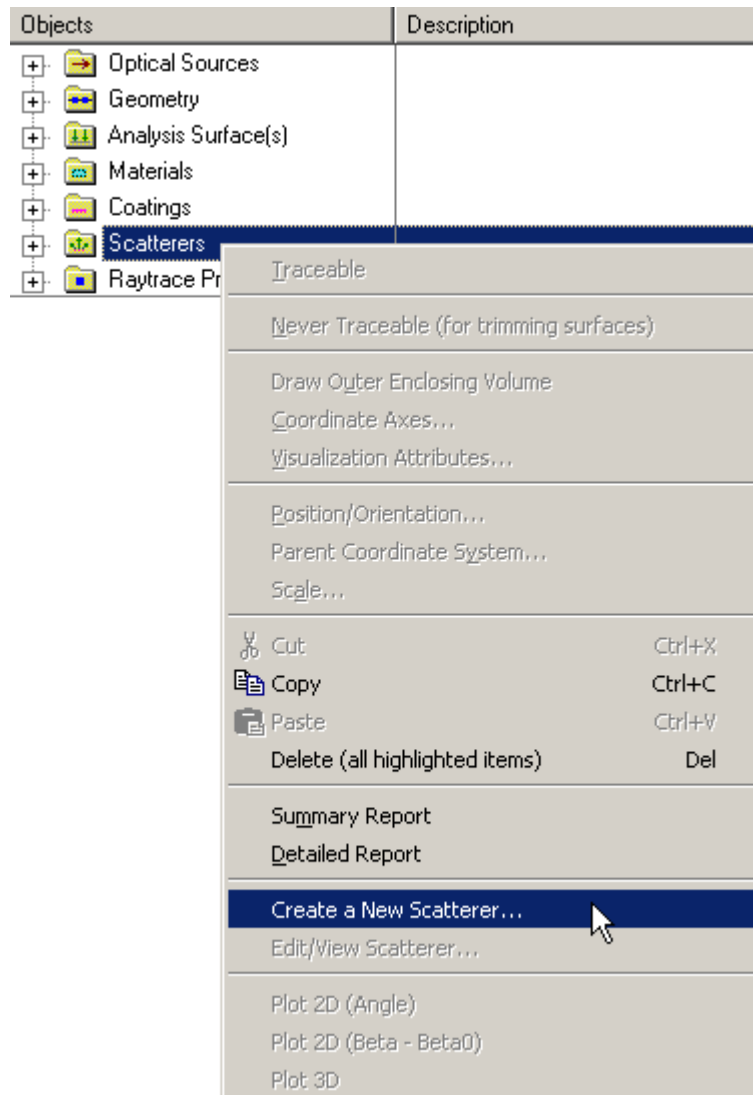 Objects Description
Optical Sources
Geometry
Analysis Surface(s)
Materials
Coatings
Scatterers
Raytrace Pr
Traceable
Never Traceable (for trimming surfaces)
Draw Outer Enclosing Volume
Coordinate Axes...
Visualization Attributes...
Position/Orientation...
Parent Coordinate System...
Scale...
Cut Ctrl+X
Copy Ctrl+C
Paste Ctrl+V
Delete (all highlighted items) Del
Summary Report
Detailed Report
Create a New Scatterer...
Edit/View Scatterer...
Plot 2D (Angle)
Plot 2D (Beta - Beta0)
Plot 3D